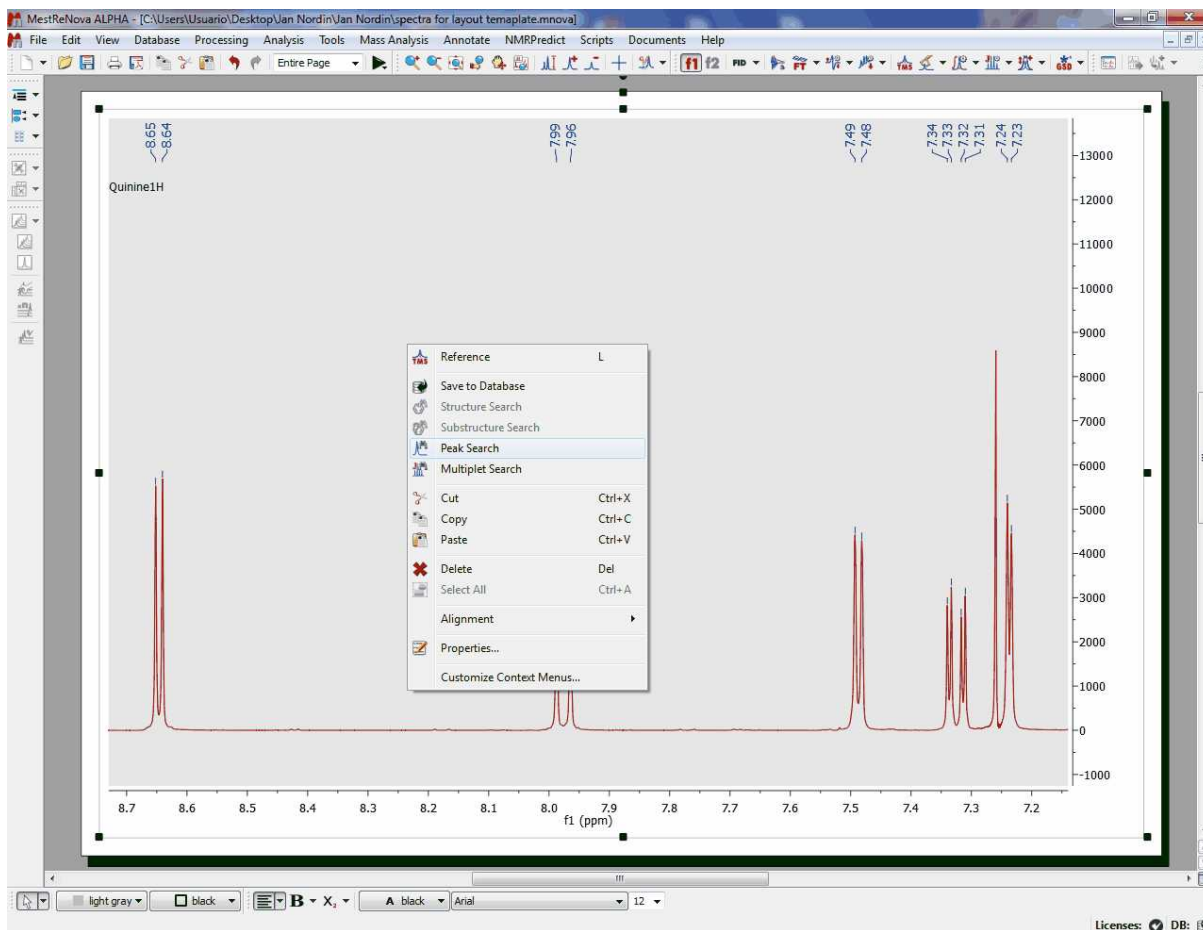 MestReNova ALPHA - [C:\Users\Usuario\Desktop\Jan Nordin\Jan Nordin\spectra for layout temaplate.mnova]
File Edit View Database Processing Analysis Tools Mass Analysis Annotate NMRPredict Scripts Documents Help
Entire Page f1 f2 FID FT TMS GSD
8.65 8.64 7.99 7.96 7.49 7.48 7.34 7.33 7.32 7.31 7.24 7.23
Quinine1H
13000
12000
11000
10000
9000
8000
7000
6000
5000
4000
3000
2000
1000
0
-1000
TMS Reference L
Save to Database
Structure Search
Substructure Search
Peak Search
Multiplet Search
Cut Ctrl+X
Copy Ctrl+C
Paste Ctrl+V
Delete Del
Select All Ctrl+A
Alignment
Properties...
Customize Context Menus...
8.7 8.6 8.5 8.4 8.3 8.2 8.1 8.0 7.9 7.8 7.7 7.6 7.5 7.4 7.3 7.2
f1 (ppm)
light gray black B X₂ A black Arial 12
Licenses: DB: